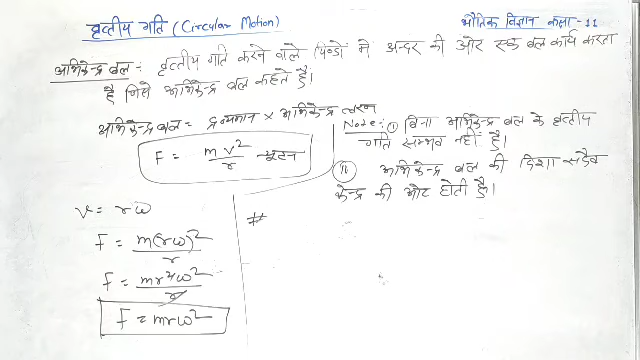 वृत्तीय गति (Circular Motion)
भौतिक विज्ञान कक्षा - 11
अभिकेन्द्र बल :- वृत्तीय गति करने वाले पिण्डो में अन्दर की ओर एक बल कार्य करता
है जिसे अभिकेन्द्र बल कहते है।
अभिकेन्द्र बल = द्रव्यमान × अभिकेन्द्र त्वरण
F = mv²/r न्यूटन
Note: (i) बिना अभिकेन्द्र बल के वृत्तीय
गति सम्भव नहीं है।
(ii) अभिकेन्द्र बल की दिशा सदैव
केन्द्र की ओर होती है।
v = rω
F = m(rω)²/r
F = mr²ω²/r
F = mrω²
#